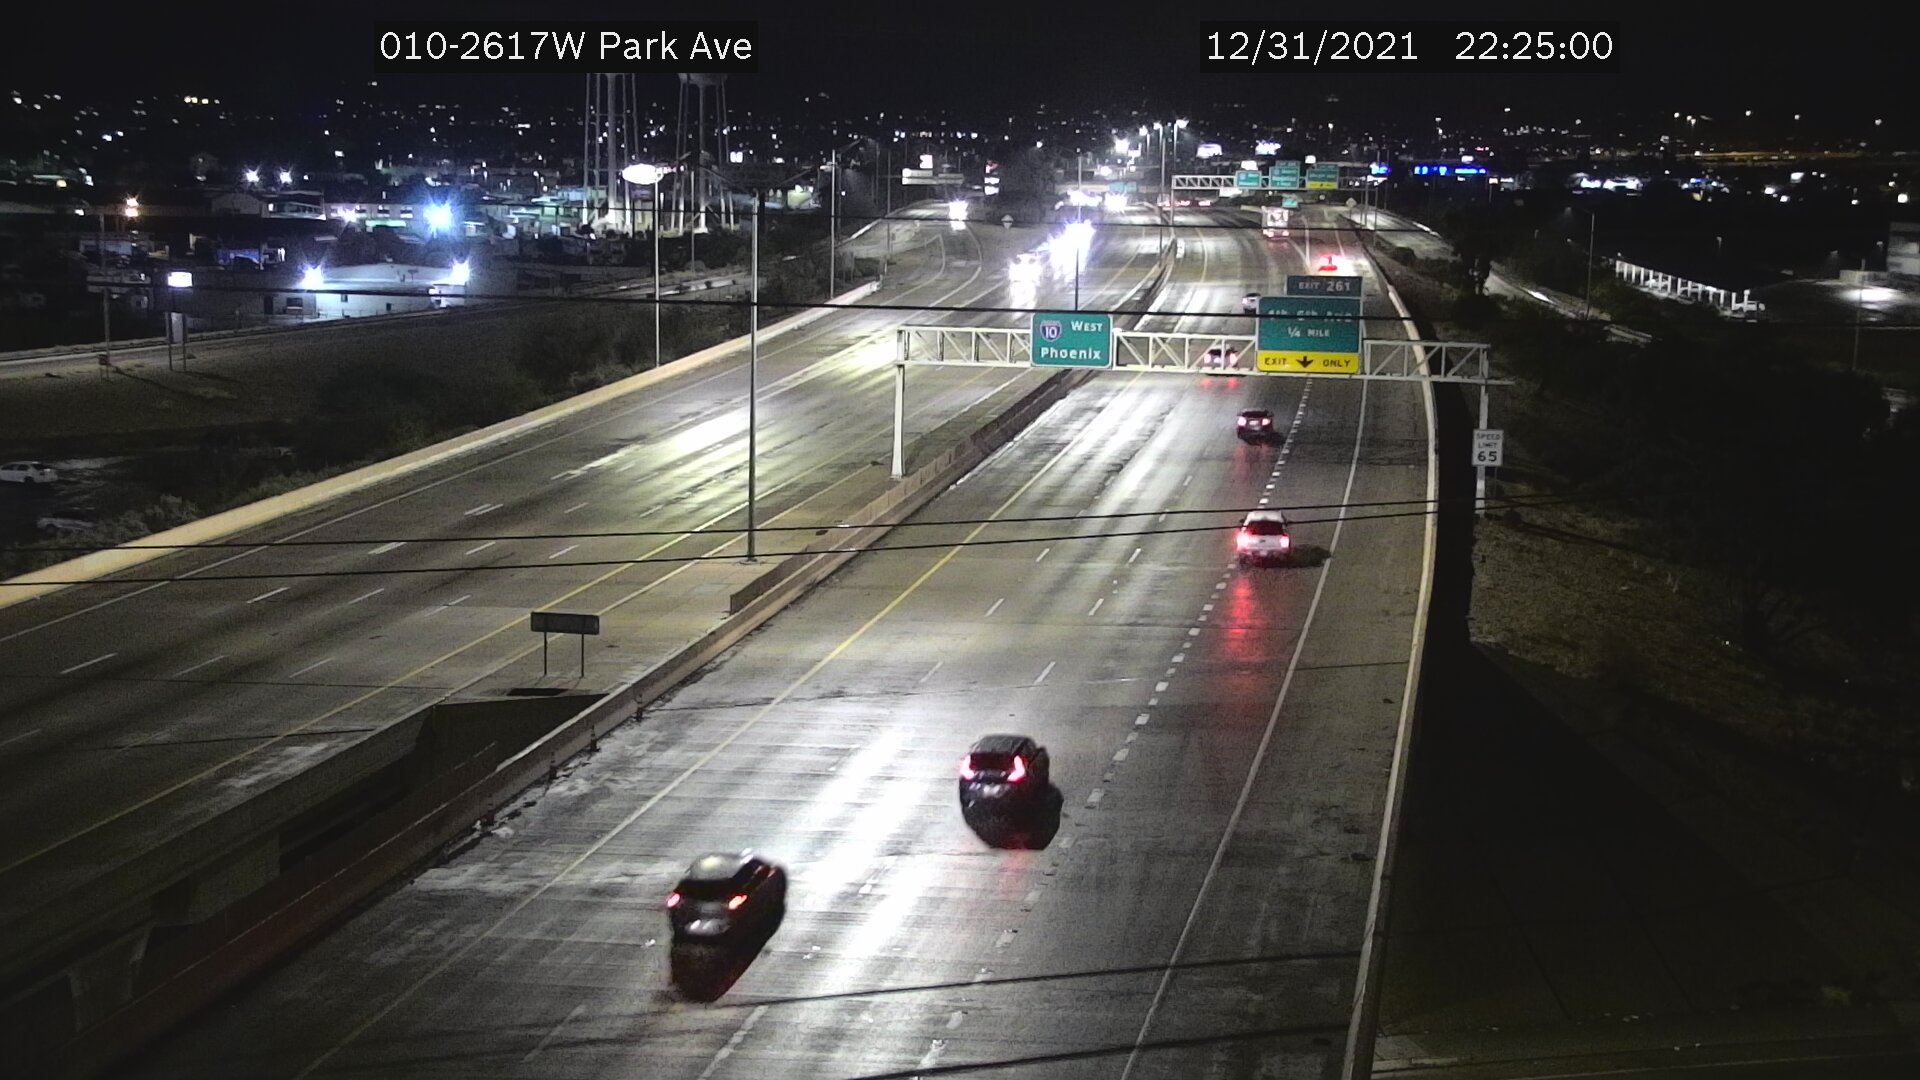 010-2617W Park Ave
12/31/2021 22:25:00
10 WEST
Phoenix
EXIT 261
1/4 MILE
EXIT ONLY
SPEED
LIMIT
65